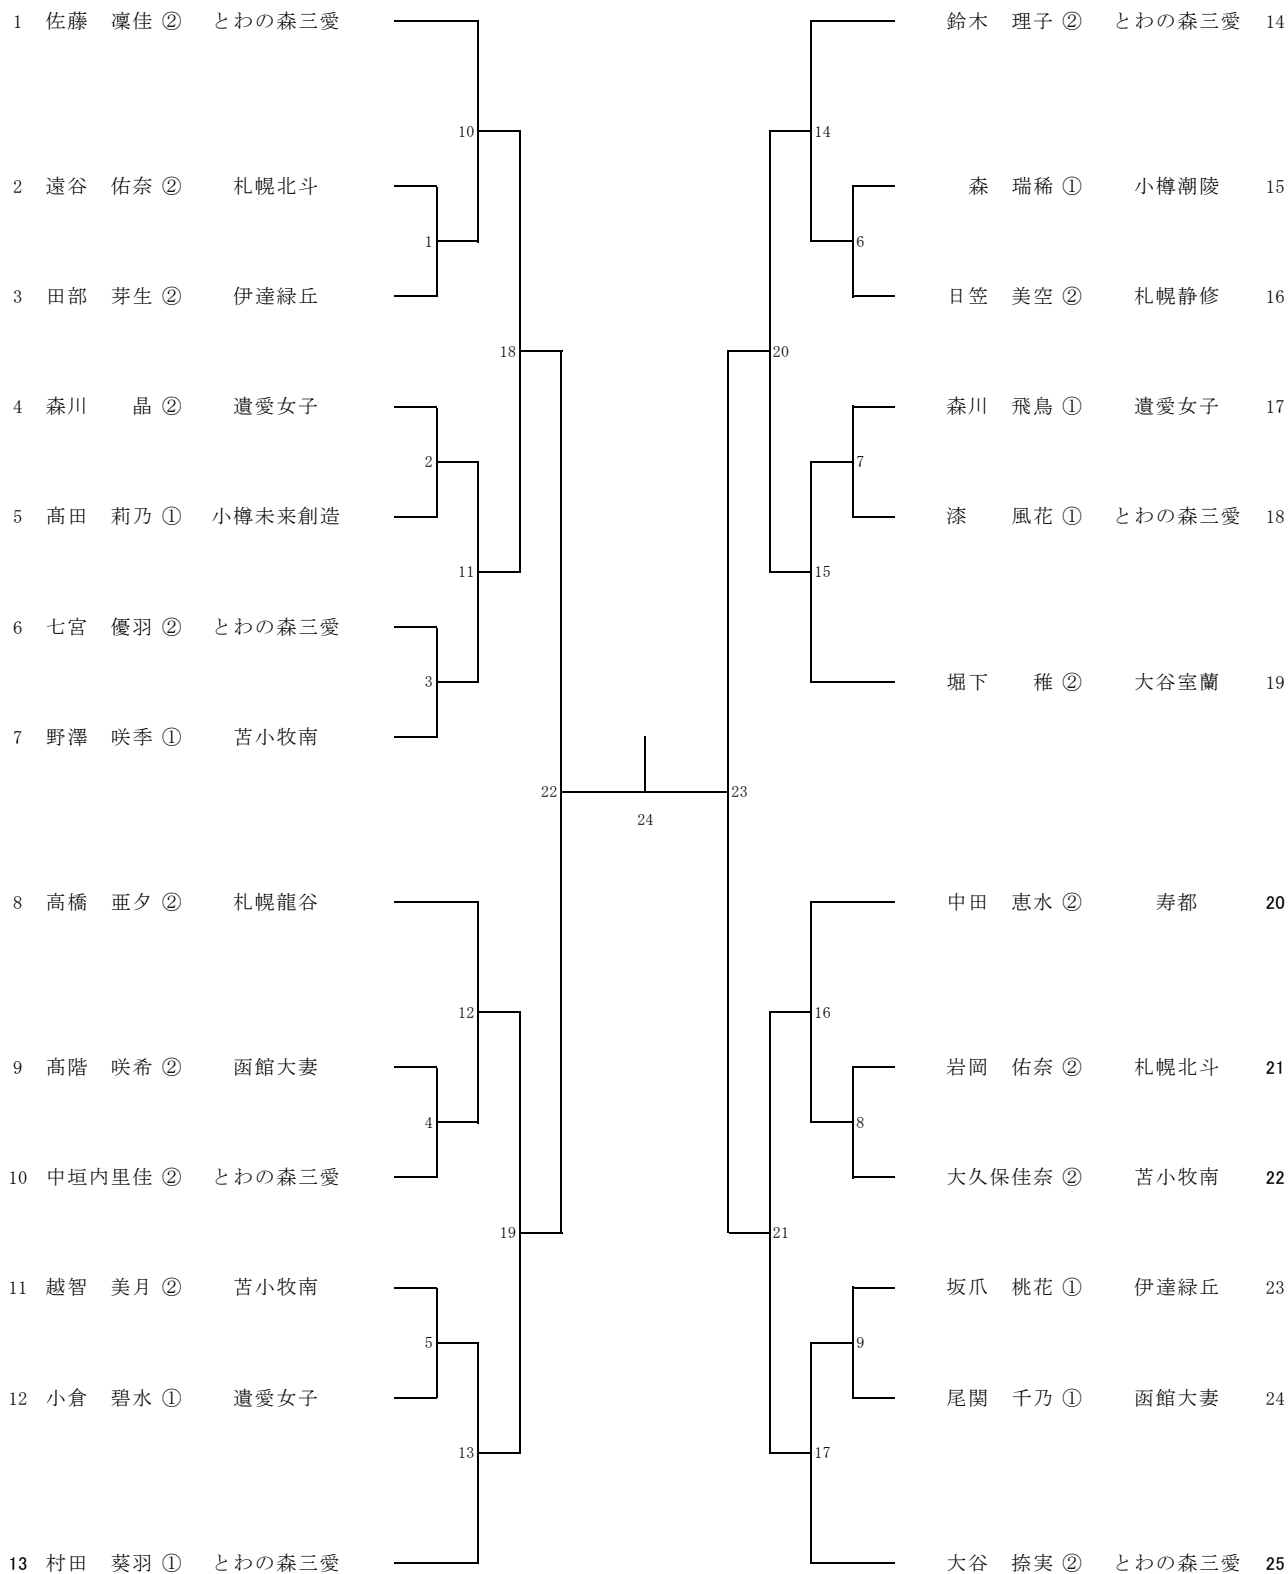 1 佐藤　凜佳 ② とわの森三愛
10
2 遠谷　佑奈 ② 札幌北斗
1
3 田部　芽生 ② 伊達緑丘
18
4 森川　　晶 ② 遺愛女子
2
5 髙田　莉乃 ① 小樽未来創造
11
6 七宮　優羽 ② とわの森三愛
3
7 野澤　咲季 ① 苫小牧南
22
8 高橋　亜夕 ② 札幌龍谷
12
9 髙階　咲希 ② 函館大妻
4
10 中垣内里佳 ② とわの森三愛
19
11 越智　美月 ② 苫小牧南
5
12 小倉　碧水 ① 遺愛女子
13
13 村田　葵羽 ① とわの森三愛
24
鈴木　理子 ② とわの森三愛 14
14
森　瑞稀 ① 小樽潮陵 15
6
日笠　美空 ② 札幌静修 16
20
森川　飛鳥 ① 遺愛女子 17
7
漆　　風花 ① とわの森三愛 18
15
堀下　　稚 ② 大谷室蘭 19
23
中田　恵水 ② 寿都 20
16
岩岡　佑奈 ② 札幌北斗 21
8
大久保佳奈 ② 苫小牧南 22
21
坂爪　桃花 ① 伊達緑丘 23
9
尾関　千乃 ① 函館大妻 24
17
大谷　捺実 ② とわの森三愛 25